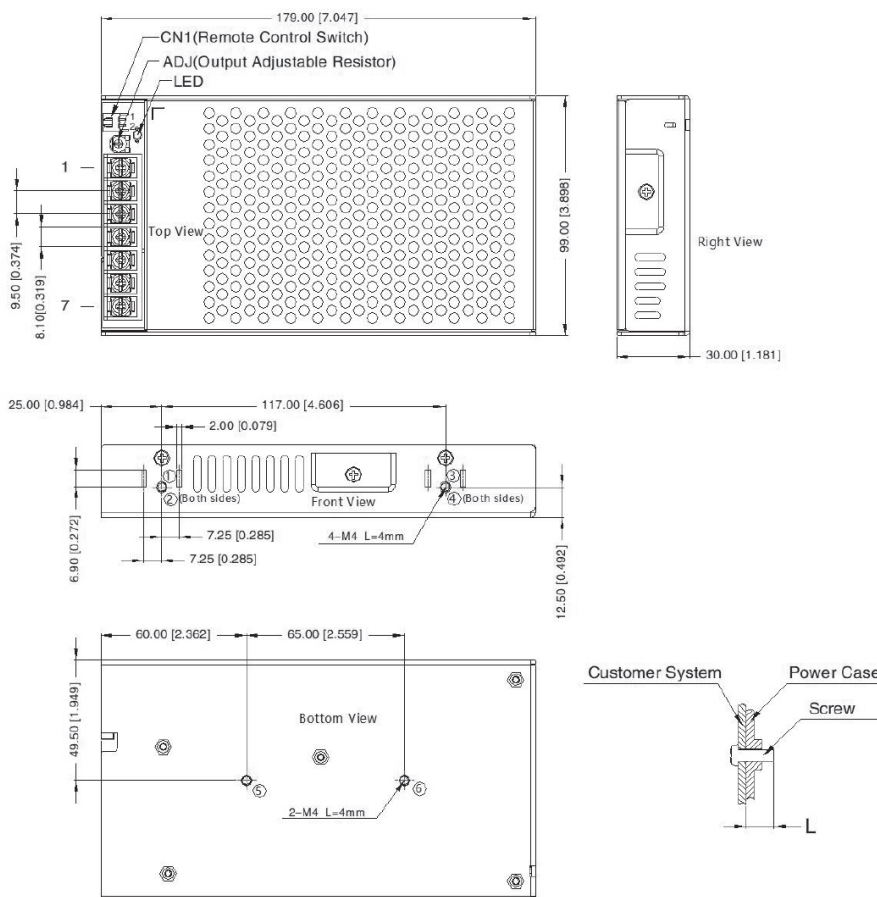 179.00 [7.047]
CN1(Remote Control Switch)
ADJ(Output Adjustable Resistor)
LED
1
2
1
7
9.50 [0.374]
8.10[0.319]
Top View
99.00 [3.898]
Right View
30.00 [1.181]
25.00 [0.984]
117.00 [4.606]
2.00 [0.079]
①
③
②(Both sides)
Front View
④(Both sides)
4-M4 L=4mm
7.25 [0.285]
7.25 [0.285]
6.90 [0.272]
12.50 [0.492]
60.00 [2.362]
65.00 [2.559]
49.50 [1.949]
Bottom View
⑤
⑥
2-M4 L=4mm
Customer System
Power Case
Screw
L